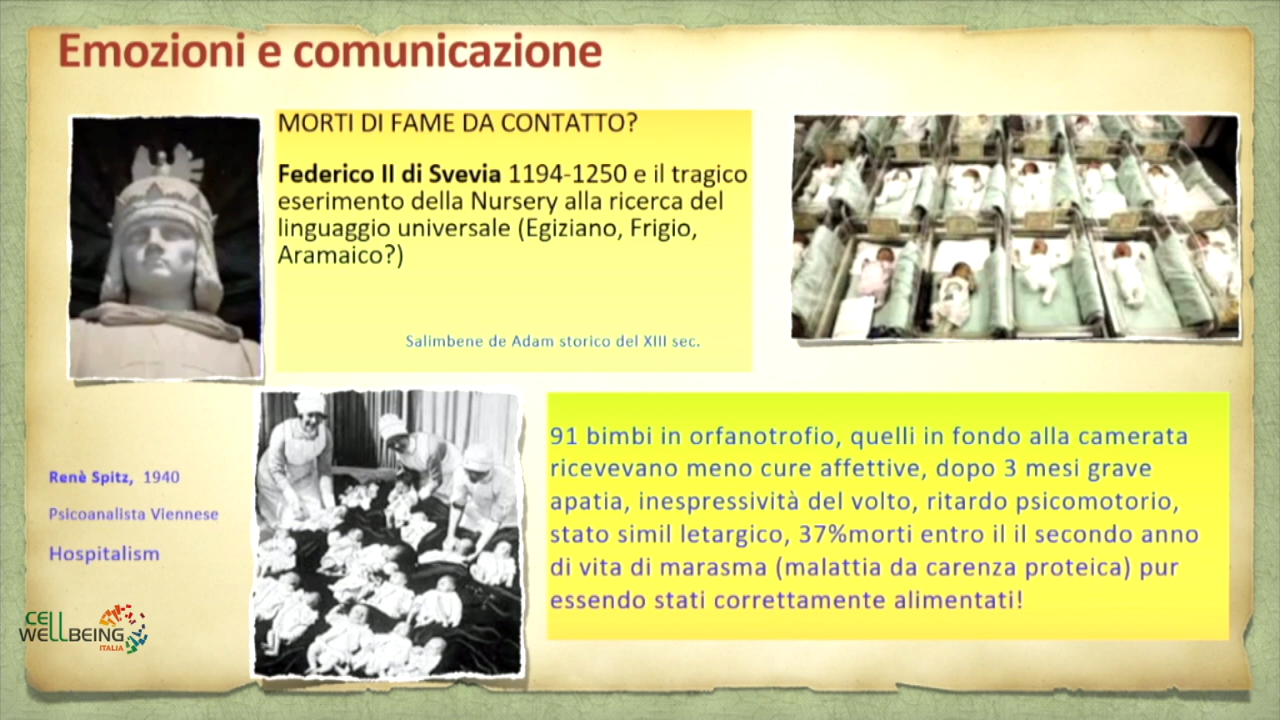 Emozioni e comunicazione
MORTI DI FAME DA CONTATTO?
Federico II di Svevia 1194-1250 e il tragico
eserimento della Nursery alla ricerca del
linguaggio universale (Egiziano, Frigio,
Aramaico?)
Salimbene de Adam storico del XIII sec.
Renè Spitz, 1940
Psicoanalista Viennese
Hospitalism
91 bimbi in orfanotrofio, quelli in fondo alla camerata
ricevevano meno cure affettive, dopo 3 mesi grave
apatia, inespressività del volto, ritardo psicomotorio,
stato simil letargico, 37%morti entro il il secondo anno
di vita di marasma (malattia da carenza proteica) pur
essendo stati correttamente alimentati!
CELL
WELLBEING
ITALIA